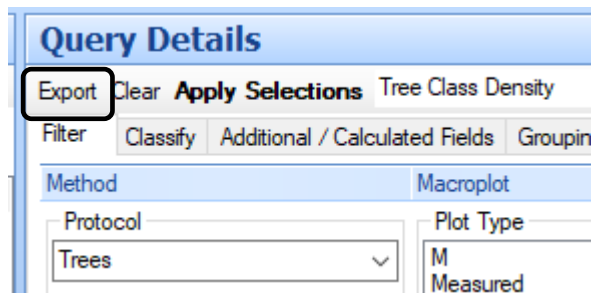 Query Details
Export Clear Apply Selections Tree Class Density
Filter Classify Additional / Calculated Fields Groupin
Method Macroplot
Protocol Plot Type
Trees M
Measured